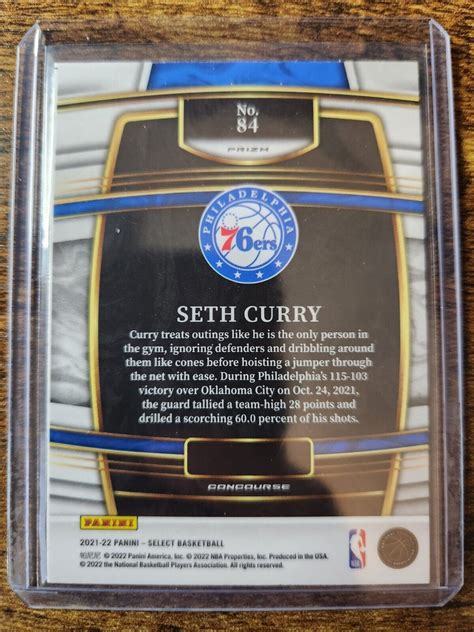 No.
84
PRIZM
PHILADELPHIA
76ers
SETH CURRY
Curry treats outings like he is the only person in
the gym, ignoring defenders and dribbling around
them like cones before hoisting a jumper through
the net with ease. During Philadelphia's 115-103
victory over Oklahoma City on Oct. 24, 2021,
the guard tallied a team-high 28 points and
drilled a scorching 60.0 percent of his shots.
CONCOURSE
PANINI
2021-22 PANINI – SELECT BASKETBALL
© 2022 Panini America, Inc. © 2022 NBA Properties, Inc. Produced in the USA.
© 2022 the National Basketball Players Association. All rights reserved.
NBA